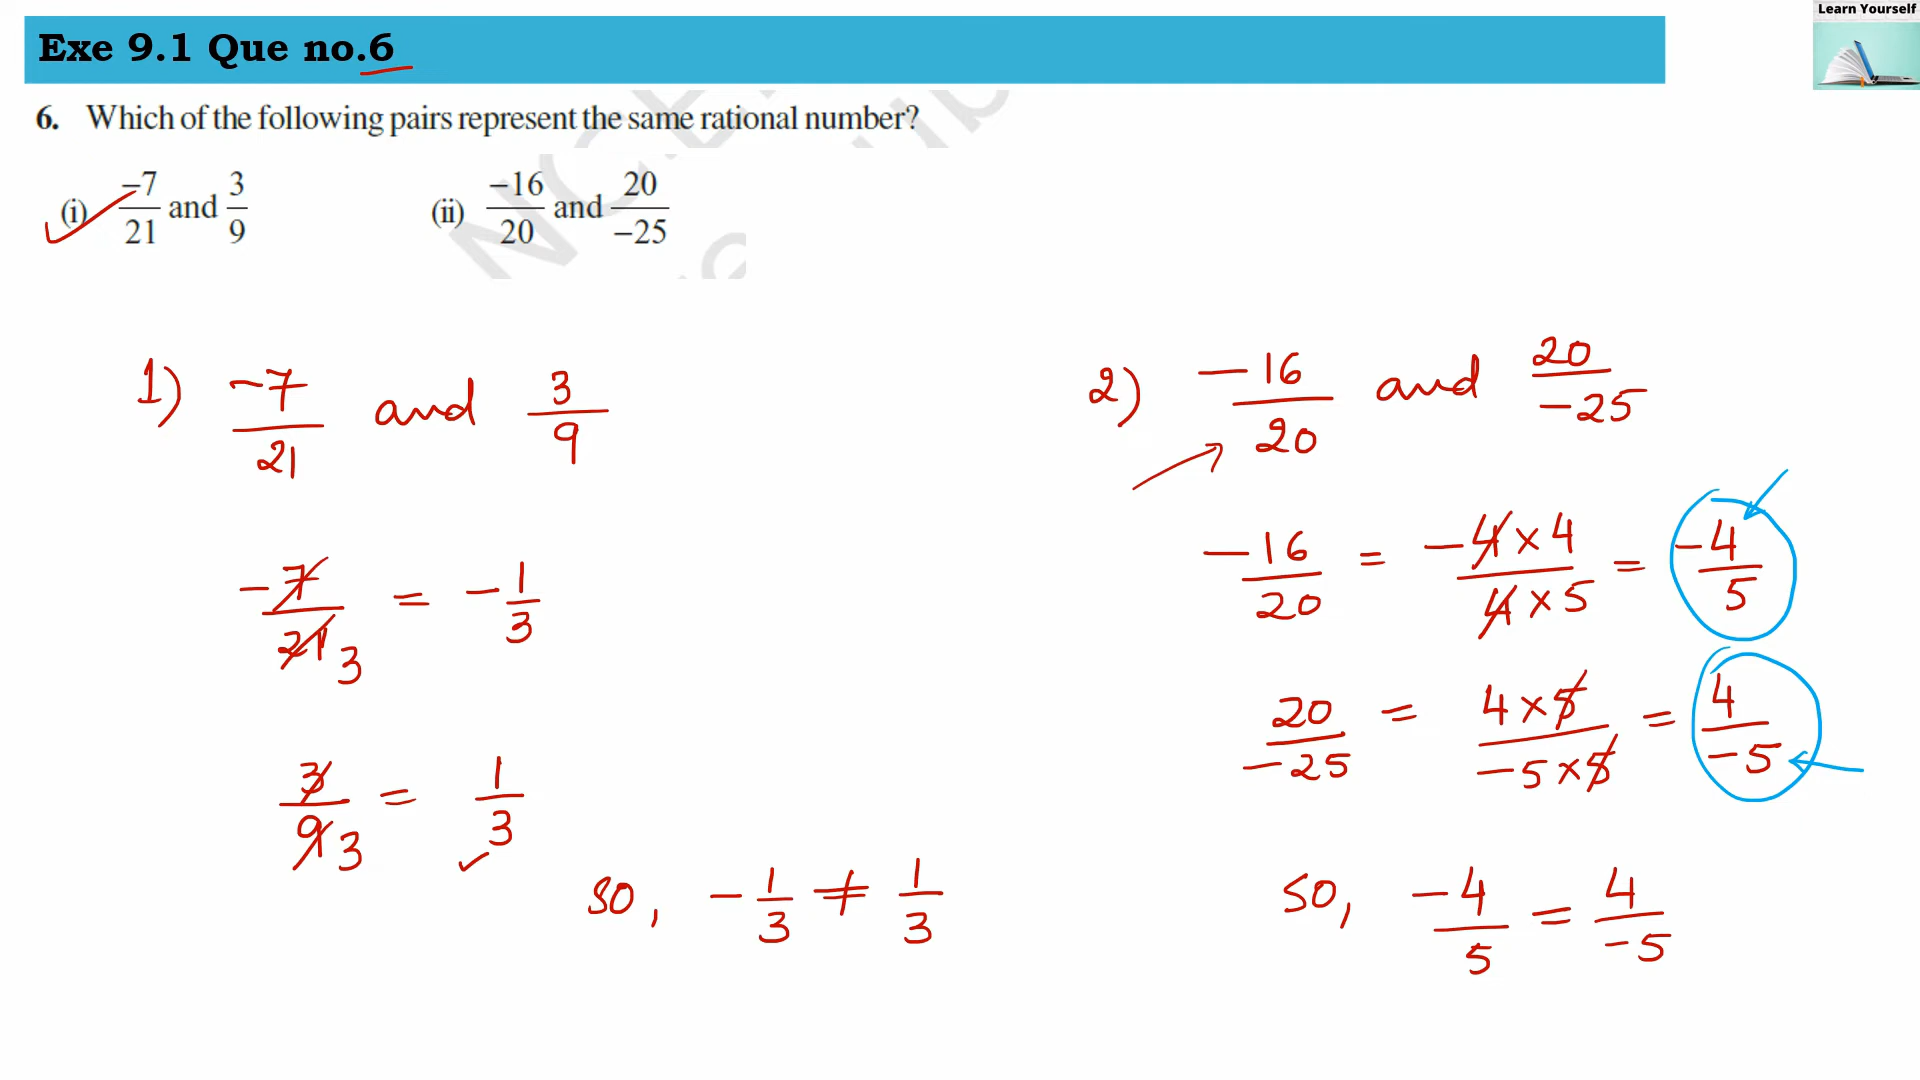 Learn Yourself
Exe 9.1 Que no.6
6. Which of the following pairs represent the same rational number?
(i) -7/21 and 3/9 (ii) -16/20 and 20/-25
1) -7/21 and 3/9
-7/21 3 = -1/3
3/9 3 = 1/3
so, -1/3 ≠ 1/3
2) -16/20 and 20/-25
-16/20 = -4×4/4×5 = -4/5
20/-25 = 4×5/-5×5 = 4/-5
so, -4/5 = 4/-5